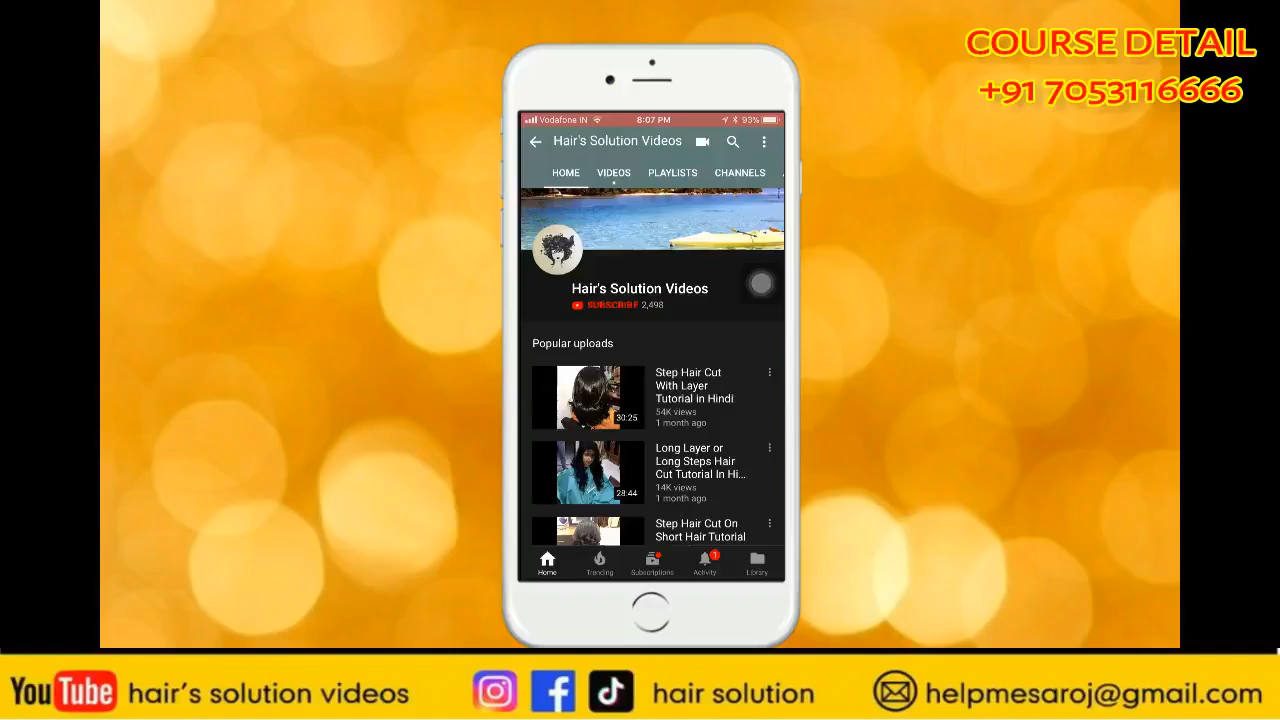 COURSE DETAIL
+91 7053116666
Vodafone IN 8:07 PM 93%
Hair's Solution Videos
HOME VIDEOS PLAYLISTS CHANNELS
Hair's Solution Videos
SUBSCRIBE 2,498
Popular uploads
Step Hair Cut
With Layer
Tutorial in Hindi
30:25
54K views
1 month ago
Long Layer or
Long Steps Hair
Cut Tutorial In Hi...
28:44
14K views
1 month ago
Step Hair Cut On
Short Hair Tutorial
1
Home Trending Subscriptions Activity Library
YouTube hair's solution videos hair solution helpmesaroj@gmail.com